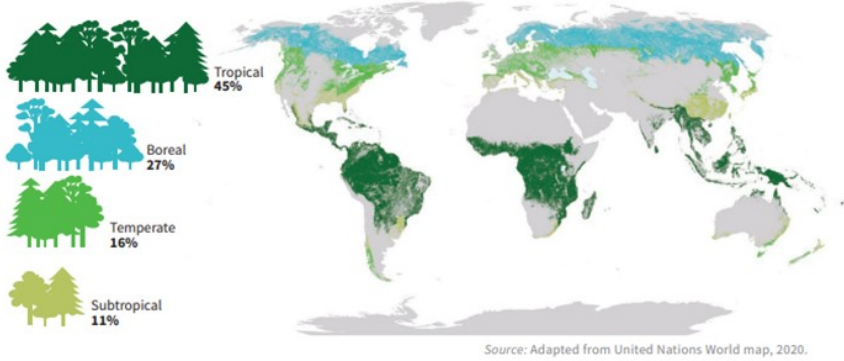 Tropical
45%
Boreal
27%
Temperate
16%
Subtropical
11%
Source: Adapted from United Nations World map, 2020.